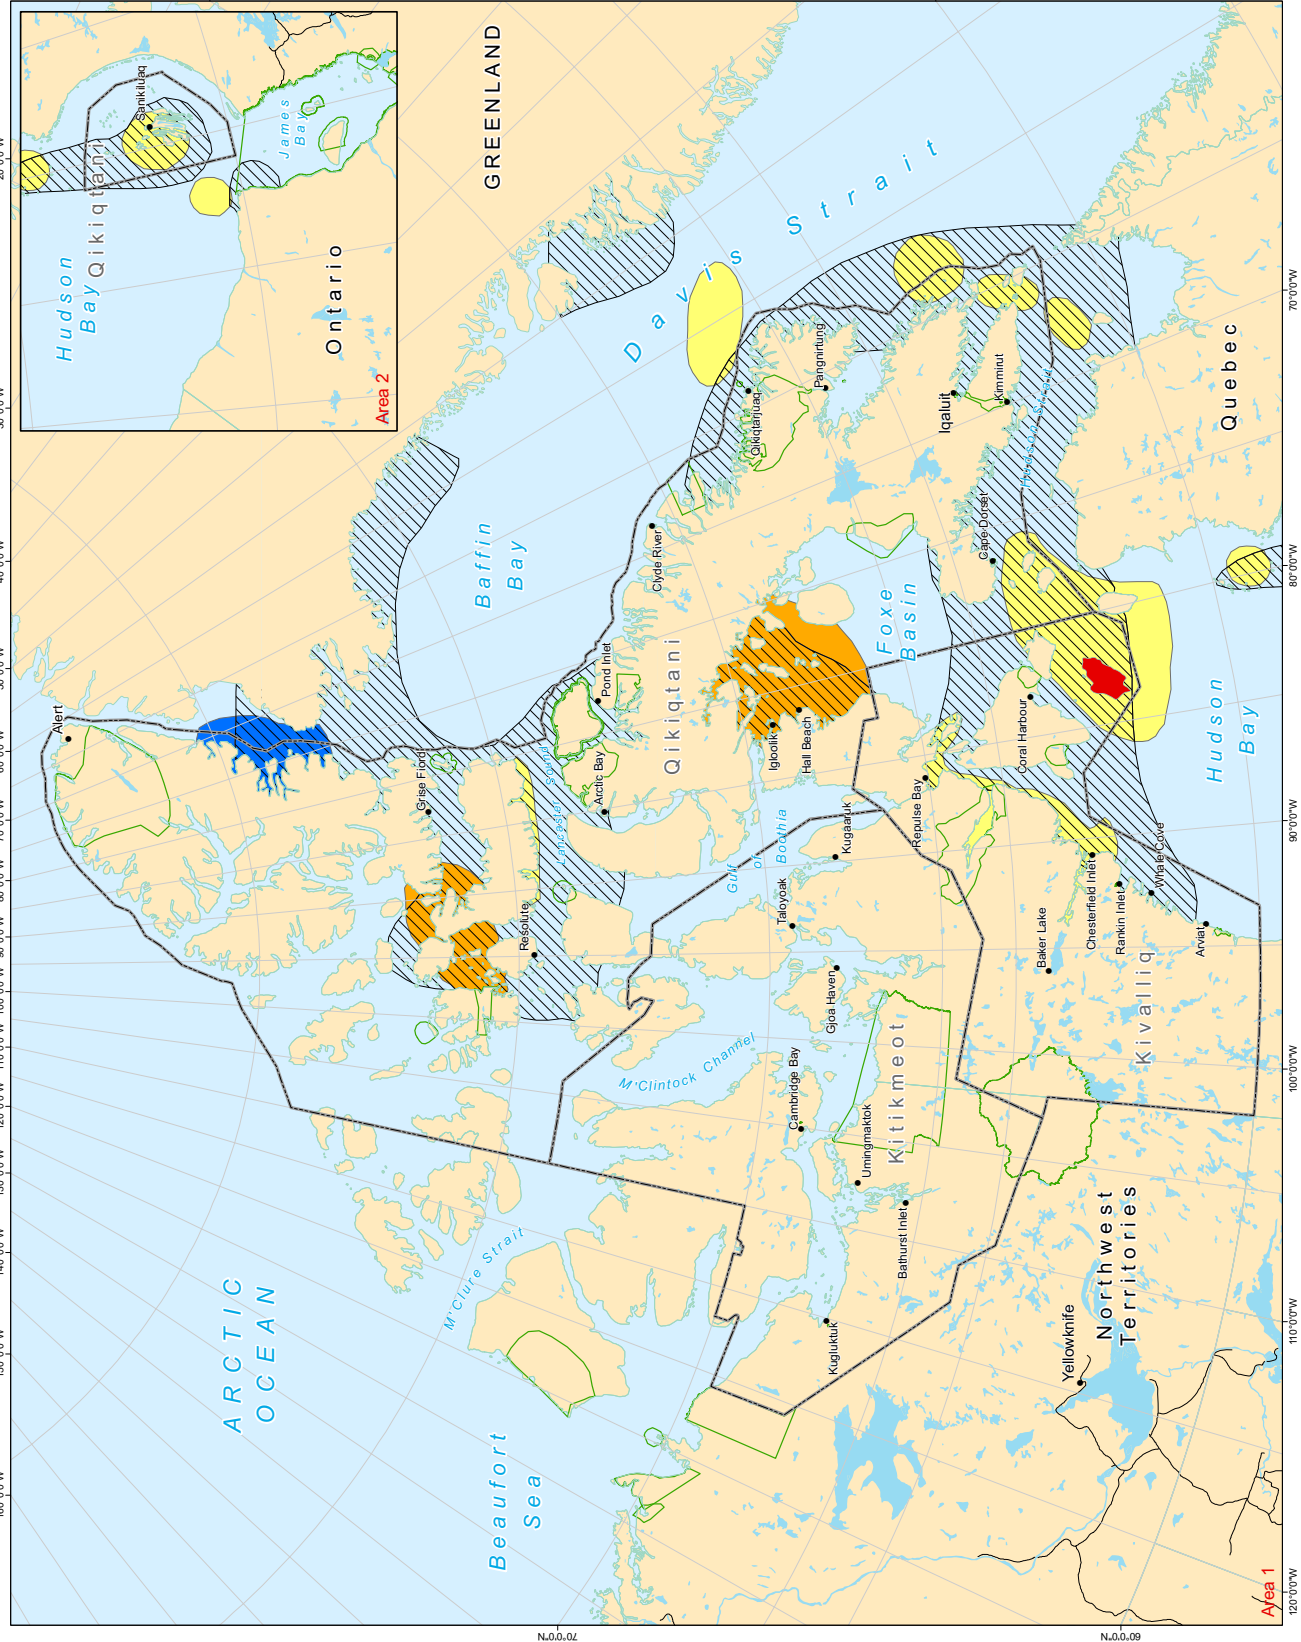 Hudson
Bay
Qikiqtani
Sanikiluaq
James
Bay
Ontario
Area 2
GREENLAND
Davis Strait
Baffin
Bay
Alert
Grise Fiord
Lancaster Sound
Resolute
Pond Inlet
Arctic Bay
Clyde River
Qikiqtarjuaq
Pangnirtung
Iqaluit
Kimmirut
Hudson Strait
Cape Dorset
Qikiqtani
Igloolik
Hall Beach
Foxe
Basin
Gulf
of
Boothia
Kugaaruk
Repulse Bay
Coral Harbour
Taloyoak
Gjoa Haven
Baker Lake
Chesterfield Inlet
Rankin Inlet
Whale Cove
Arviat
Kivalliq
Hudson
Bay
Quebec
M'Clintock Channel
Cambridge Bay
Umingmaktok
Kitikmeot
Bathurst Inlet
Kugluktuk
M'Clure Strait
ARCTIC
OCEAN
Beaufort
Sea
Yellowknife
Northwest
Territories
Area 1
70°0'0"W
80°0'0"W
90°0'0"W
100°0'0"W
110°0'0"W
120°0'0"W
70°0'0"N
60°0'0"N